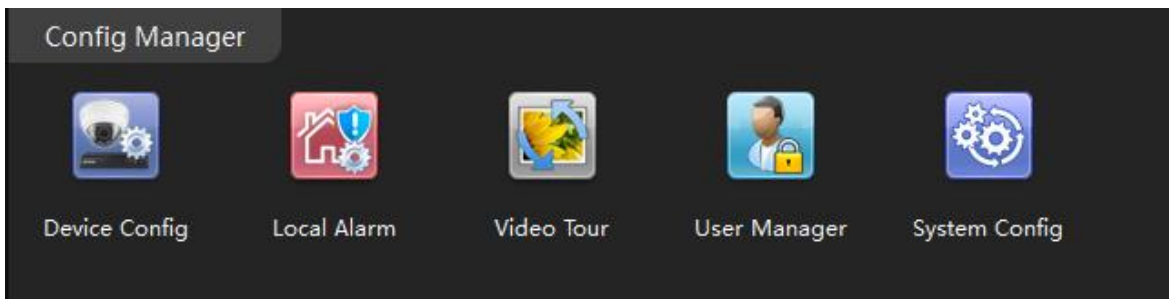 Config Manager
Device Config
Local Alarm
Video Tour
User Manager
System Config